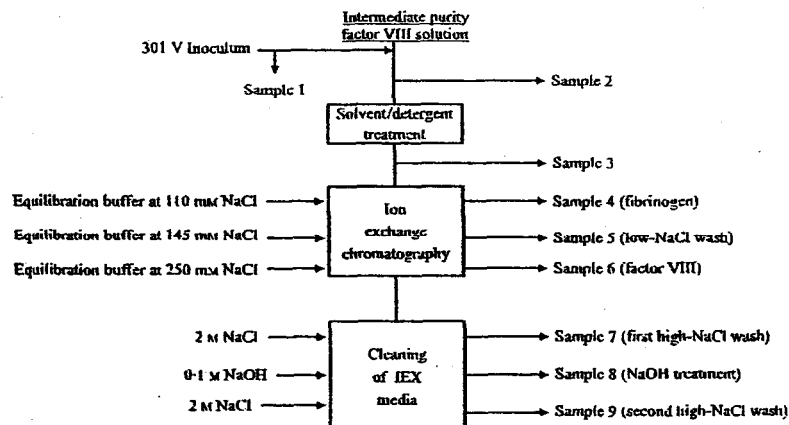 Intermediate purity
factor VIII solution
301 V Inoculum
Sample 1
Sample 2
Solvent/detergent
treatment
Sample 3
Equilibration buffer at 110 mM NaCl
Ion
exchange
chromatography
Sample 4 (fibrinogen)
Equilibration buffer at 145 mM NaCl
Sample 5 (low-NaCl wash)
Equilibration buffer at 250 mM NaCl
Sample 6 (factor VIII)
2 M NaCl
Cleaning
of IEX
media
Sample 7 (first high-NaCl wash)
0·1 M NaOH
Sample 8 (NaOH treatment)
2 M NaCl
Sample 9 (second high-NaCl wash)